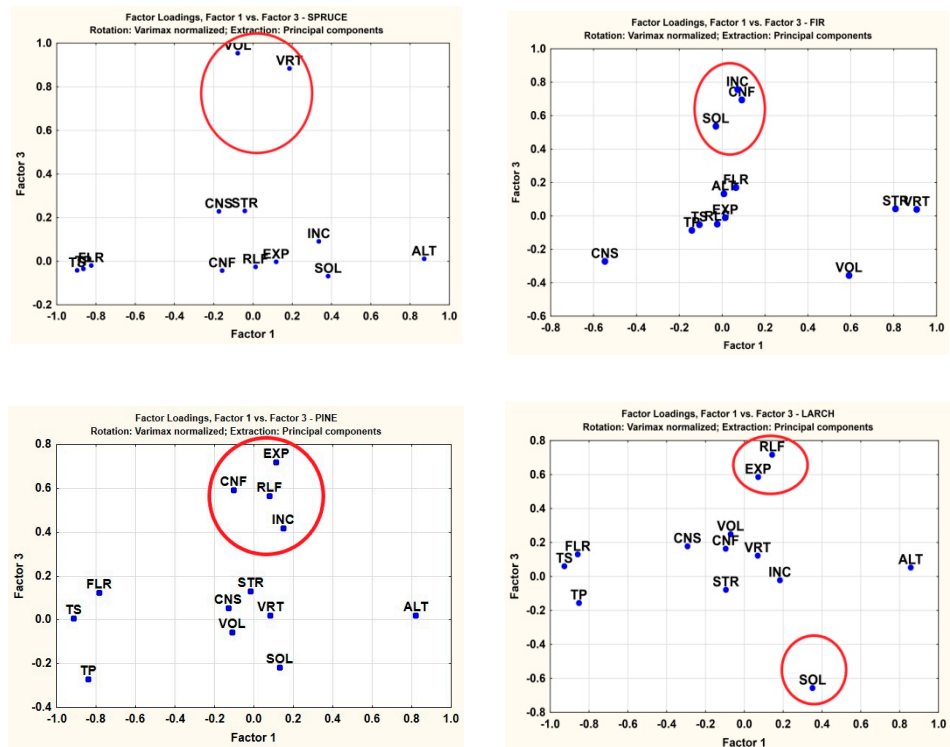 Factor Loadings, Factor 1 vs. Factor 3 - SPRUCE
Rotation: Varimax normalized; Extraction: Principal components
1.0
VOL
VRT
0.8
0.6
0.4
Factor 3
0.2
CNS STR
INC
0.0
TS FLR
CNF RLF EXP
SOL
ALT
-0.2
-1.0 -0.8 -0.6 -0.4 -0.2 0.0 0.2 0.4 0.6 0.8 1.0
Factor 1
Factor Loadings, Factor 1 vs. Factor 3 - FIR
Rotation: Varimax normalized; Extraction: Principal components
1.0
0.8
INC
CNF
0.6
SOL
0.4
Factor 3
0.2
ALT FLR
0.0
TP TS RLF EXP
STR VRT
-0.2
CNS
VOL
-0.4
-0.6
-0.8 -0.6 -0.4 -0.2 0.0 0.2 0.4 0.6 0.8 1.0
Factor 1
Factor Loadings, Factor 1 vs. Factor 3 - PINE
Rotation: Varimax normalized; Extraction: Principal components
0.8
EXP
0.6
CNF
RLF
0.4
INC
Factor 3
0.2
FLR
STR
0.0
TS
CNS
VRT
ALT
VOL
-0.2
TP
SOL
-0.4
-1.0 -0.8 -0.6 -0.4 -0.2 0.0 0.2 0.4 0.6 0.8 1.0
Factor 1
Factor Loadings, Factor 1 vs. Factor 3 - LARCH
Rotation: Varimax normalized; Extraction: Principal components
0.8
RLF
0.6
EXP
0.4
0.2
VOL
CNS
CNF
VRT
FLR
TS
Factor 3
0.0
ALT
INC
STR
TP
-0.2
-0.4
-0.6
SOL
-0.8
-1.0 -0.8 -0.6 -0.4 -0.2 0.0 0.2 0.4 0.6 0.8 1.0
Factor 1